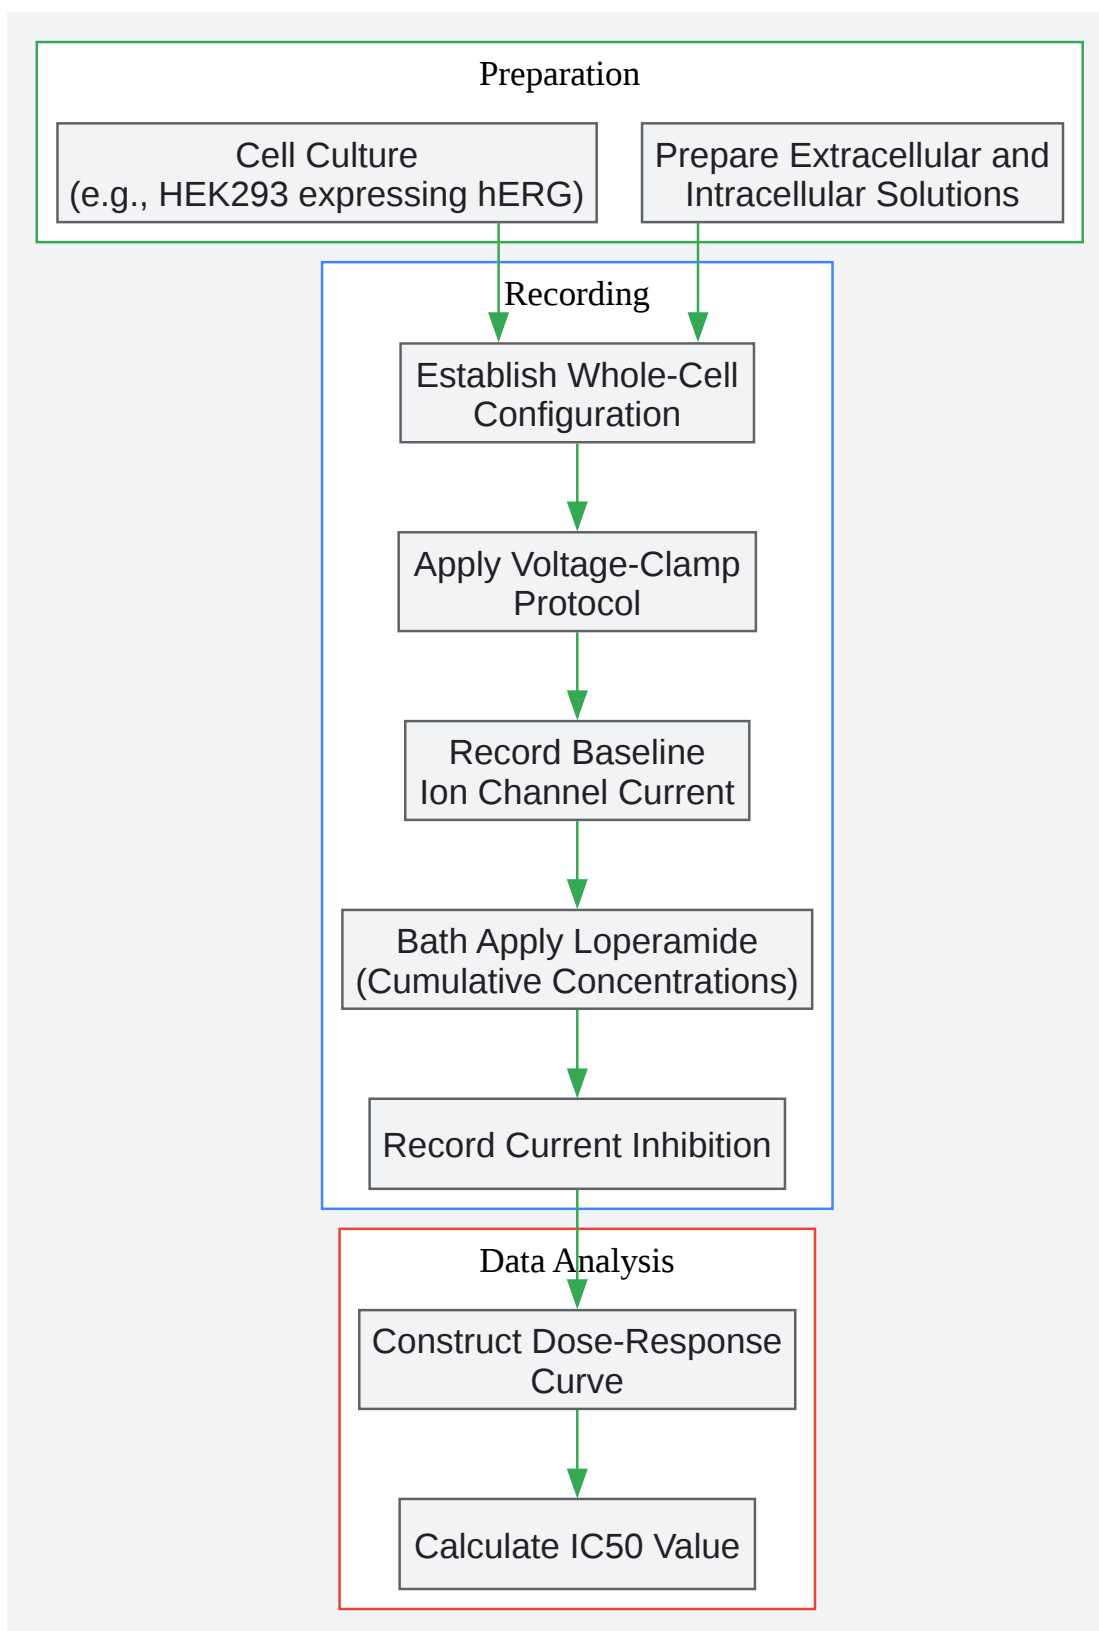 Preparation
Cell Culture
(e.g., HEK293 expressing hERG)
Prepare Extracellular and
Intracellular Solutions
Recording
Establish Whole-Cell
Configuration
Apply Voltage-Clamp
Protocol
Record Baseline
Ion Channel Current
Bath Apply Loperamide
(Cumulative Concentrations)
Record Current Inhibition
Data Analysis
Construct Dose-Response
Curve
Calculate IC50 Value